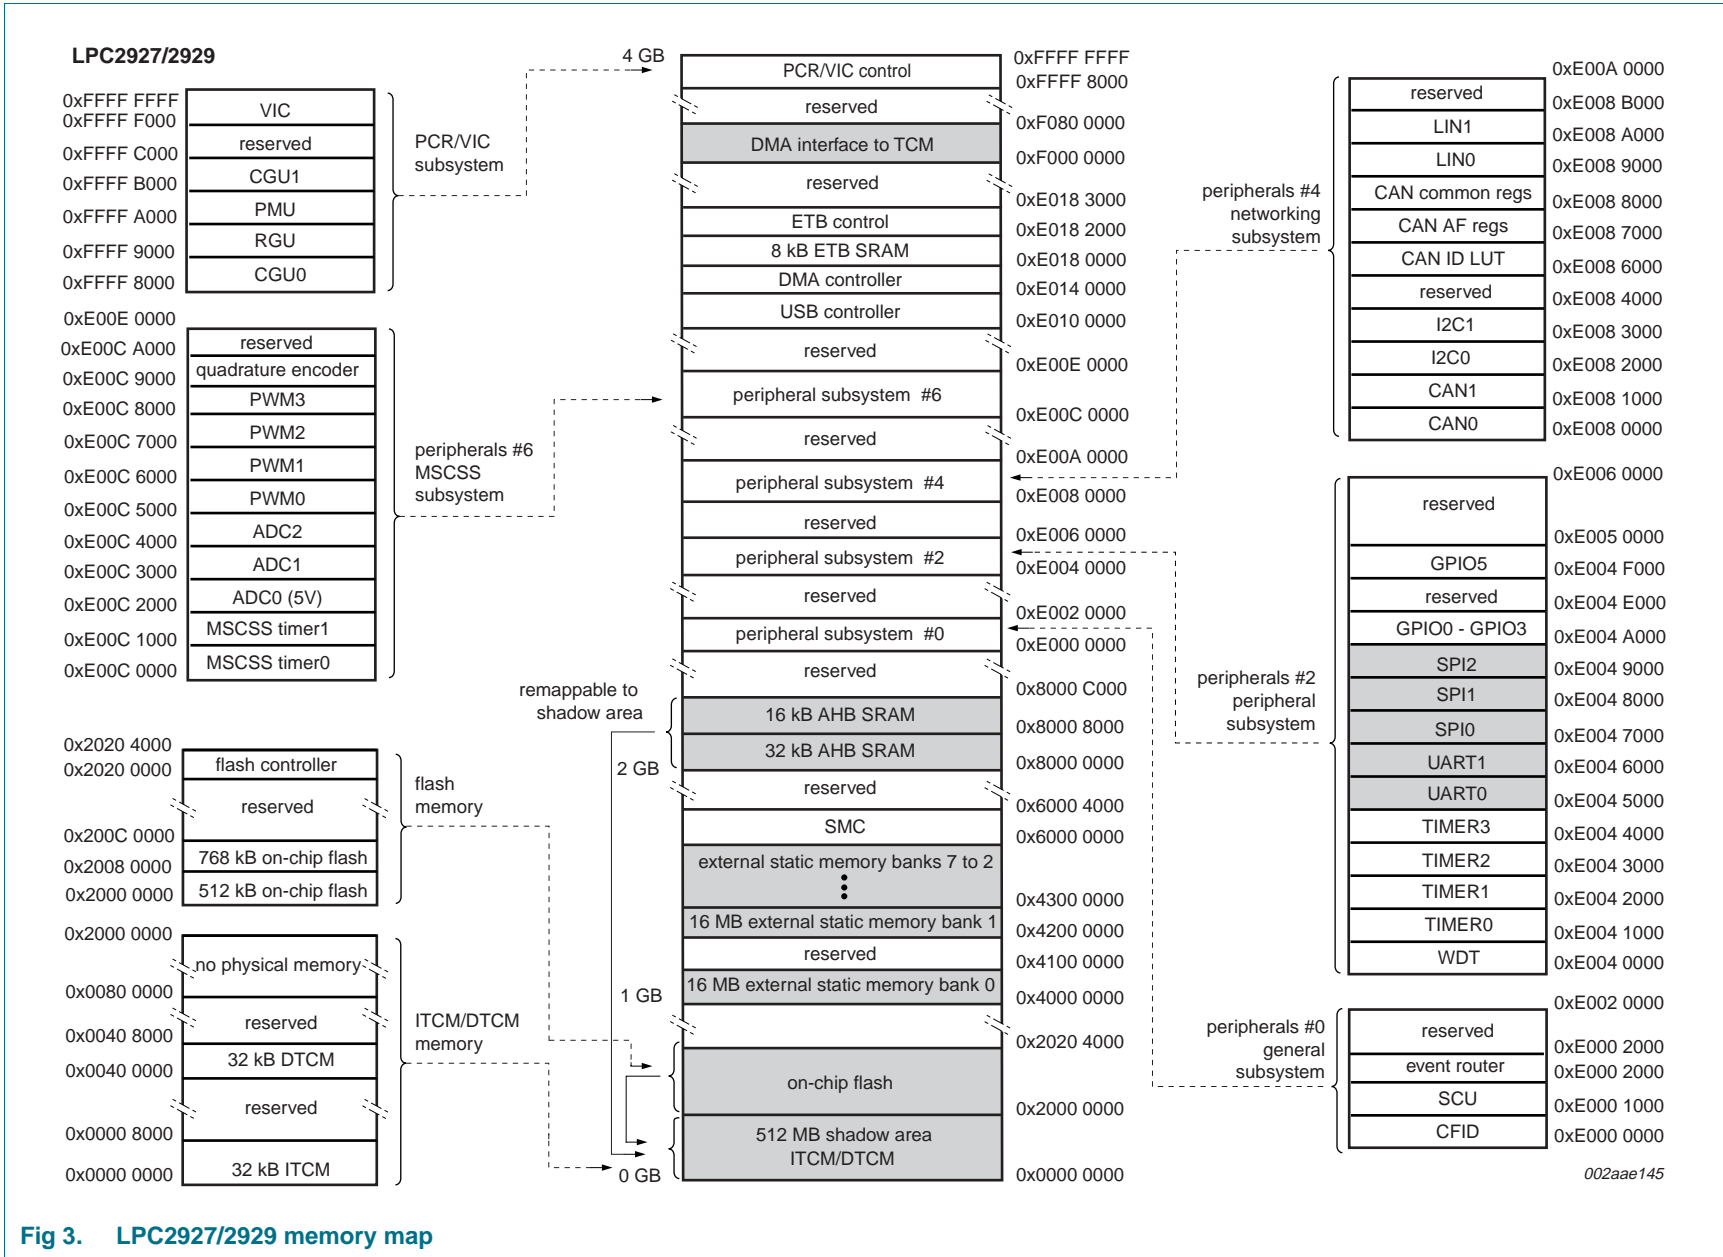 LPC2927/2929
0xFFFF FFFF
VIC
0xFFFF F000
reserved
0xFFFF C000
CGU1
0xFFFF B000
PMU
0xFFFF A000
RGU
0xFFFF 9000
CGU0
0xFFFF 8000
PCR/VIC
subsystem
0xE00E 0000
reserved
0xE00C A000
quadrature encoder
0xE00C 9000
PWM3
0xE00C 8000
PWM2
0xE00C 7000
PWM1
0xE00C 6000
PWM0
0xE00C 5000
ADC2
0xE00C 4000
ADC1
0xE00C 3000
ADC0 (5V)
0xE00C 2000
MSCSS timer1
0xE00C 1000
MSCSS timer0
0xE00C 0000
peripherals #6
MSCSS
subsystem
0x2020 4000
flash controller
0x2020 0000
reserved
0x200C 0000
768 kB on-chip flash
0x2008 0000
512 kB on-chip flash
0x2000 0000
flash
memory
0x2000 0000
no physical memory
0x0080 0000
reserved
0x0040 8000
32 kB DTCM
0x0040 0000
reserved
0x0000 8000
32 kB ITCM
0x0000 0000
ITCM/DTCM
memory
4 GB
0xFFFF FFFF
PCR/VIC control
0xFFFF 8000
reserved
0xF080 0000
DMA interface to TCM
0xF000 0000
reserved
0xE018 3000
ETB control
0xE018 2000
8 kB ETB SRAM
0xE018 0000
DMA controller
0xE014 0000
USB controller
0xE010 0000
reserved
0xE00E 0000
peripheral subsystem #6
0xE00C 0000
reserved
0xE00A 0000
peripheral subsystem #4
0xE008 0000
reserved
0xE006 0000
peripheral subsystem #2
0xE004 0000
reserved
0xE002 0000
peripheral subsystem #0
0xE000 0000
reserved
0x8000 C000
remappable to
shadow area
16 kB AHB SRAM
0x8000 8000
32 kB AHB SRAM
0x8000 0000
2 GB
reserved
0x6000 4000
SMC
0x6000 0000
external static memory banks 7 to 2
0x4300 0000
16 MB external static memory bank 1
0x4200 0000
reserved
0x4100 0000
16 MB external static memory bank 0
0x4000 0000
1 GB
0x2020 4000
on-chip flash
0x2000 0000
512 MB shadow area
ITCM/DTCM
0x0000 0000
0 GB
0xE00A 0000
reserved
0xE008 B000
LIN1
0xE008 A000
LIN0
0xE008 9000
CAN common regs
0xE008 8000
CAN AF regs
0xE008 7000
CAN ID LUT
0xE008 6000
reserved
0xE008 4000
I2C1
0xE008 3000
I2C0
0xE008 2000
CAN1
0xE008 1000
CAN0
0xE008 0000
peripherals #4
networking
subsystem
0xE006 0000
reserved
0xE005 0000
GPIO5
0xE004 F000
reserved
0xE004 E000
GPIO0 - GPIO3
0xE004 A000
SPI2
0xE004 9000
SPI1
0xE004 8000
SPI0
0xE004 7000
UART1
0xE004 6000
UART0
0xE004 5000
TIMER3
0xE004 4000
TIMER2
0xE004 3000
TIMER1
0xE004 2000
TIMER0
0xE004 1000
WDT
0xE004 0000
peripherals #2
peripheral
subsystem
0xE002 0000
reserved
0xE000 2000
event router
0xE000 2000
SCU
0xE000 1000
CFID
0xE000 0000
peripherals #0
general
subsystem
002aae145
Fig 3. LPC2927/2929 memory map